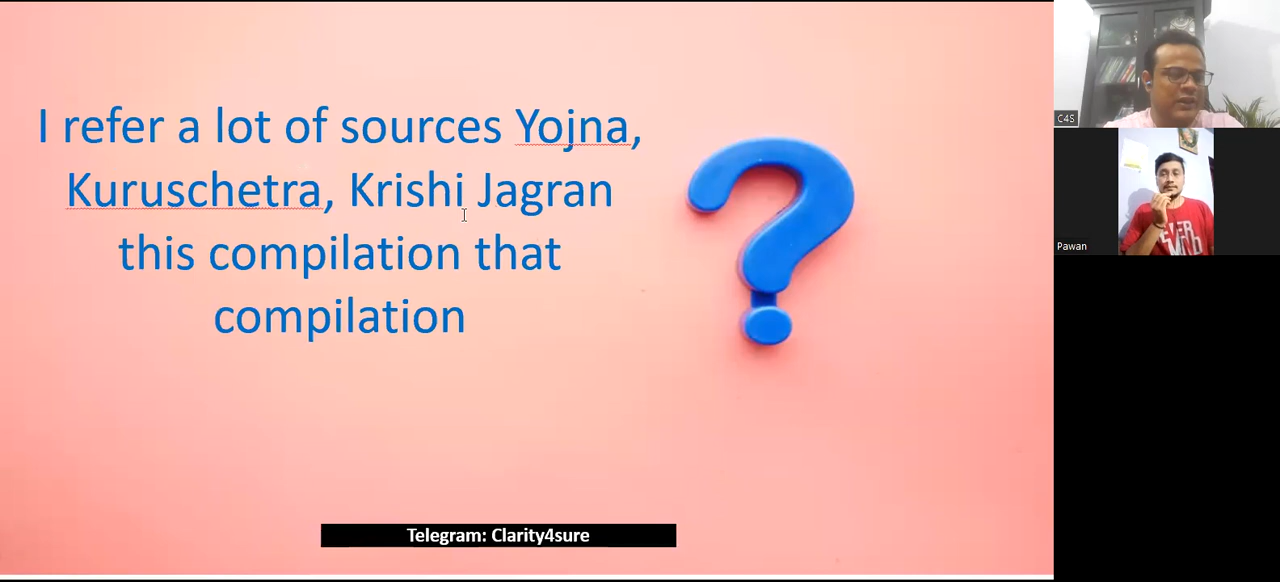 I refer a lot of sources Yojna,
Kuruschetra, Krishi Jagran
this compilation that
compilation
Telegram: Clarity4sure
C4S
Pawan